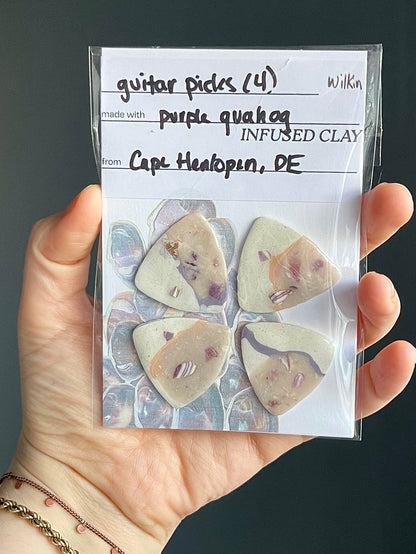 guitar picks (4) Wilkin
made with purple quahog
INFUSED CLAY
from Cape Henlopen, DE